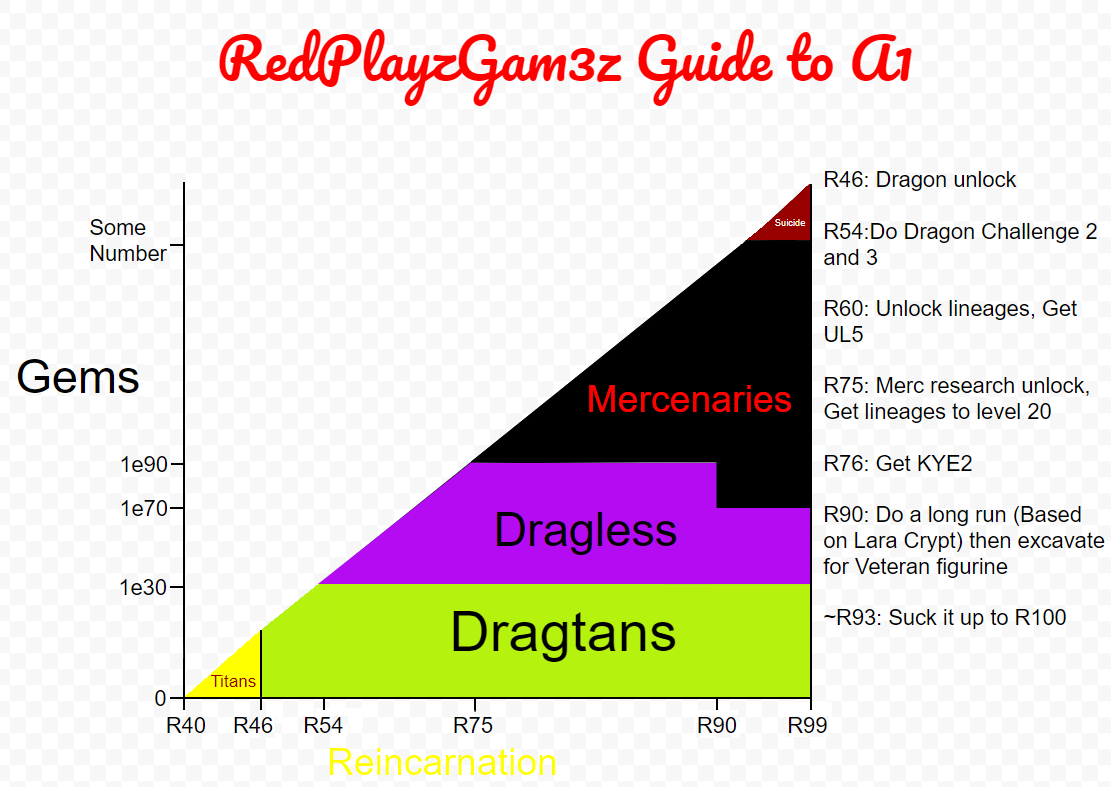 RedPlayzGam3z Guide to A1
Some
Number
Gems
1e90
1e70
1e30
0
R40
R46
R54
R75
R90
R99
Reincarnation
Suicide
Mercenaries
Dragless
Dragtans
Titans
R46: Dragon unlock
R54:Do Dragon Challenge 2
and 3
R60: Unlock lineages, Get
UL5
R75: Merc research unlock,
Get lineages to level 20
R76: Get KYE2
R90: Do a long run (Based
on Lara Crypt) then excavate
for Veteran figurine
~R93: Suck it up to R100